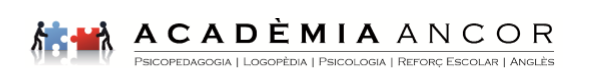 ACADÈMIA ANCOR
PSICOPEDAGOGIA | LOGOPÈDIA | PSICOLOGIA | REFORÇ ESCOLAR | ANGLÈS